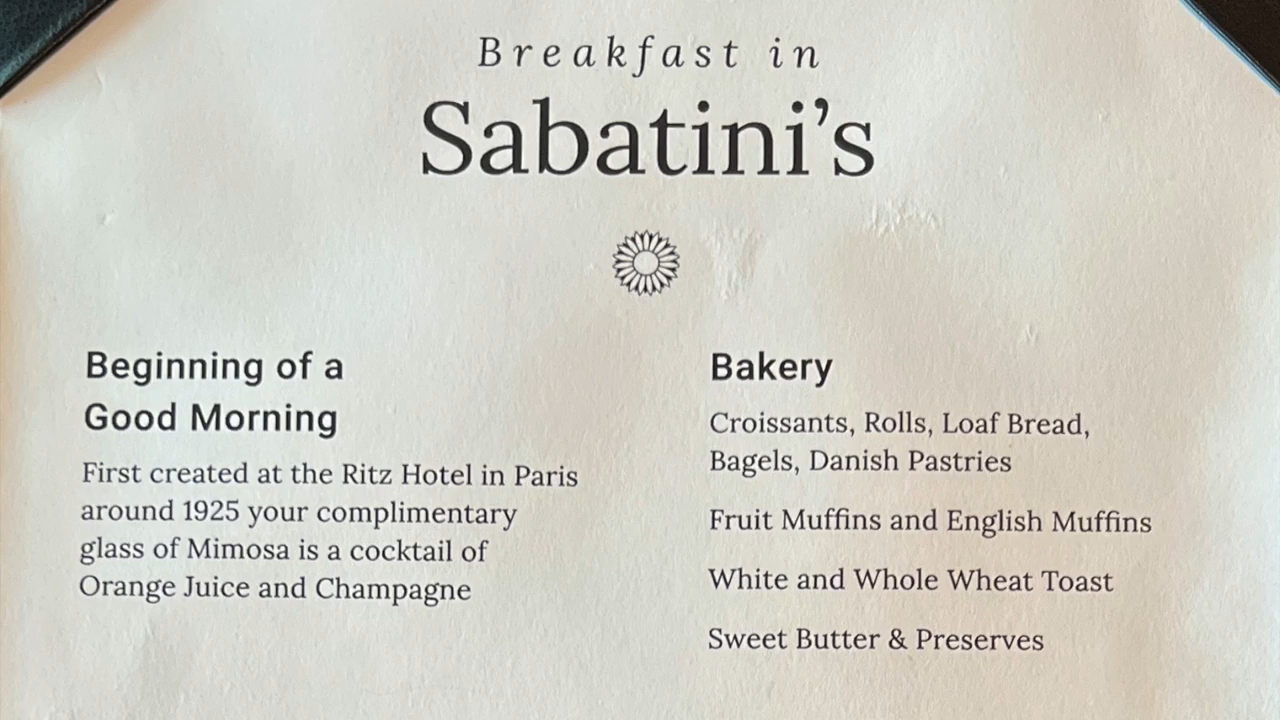 Breakfast in
Sabatini’s
Beginning of a
Good Morning
First created at the Ritz Hotel in Paris
around 1925 your complimentary
glass of Mimosa is a cocktail of
Orange Juice and Champagne
Bakery
Croissants, Rolls, Loaf Bread,
Bagels, Danish Pastries
Fruit Muffins and English Muffins
White and Whole Wheat Toast
Sweet Butter & Preserves